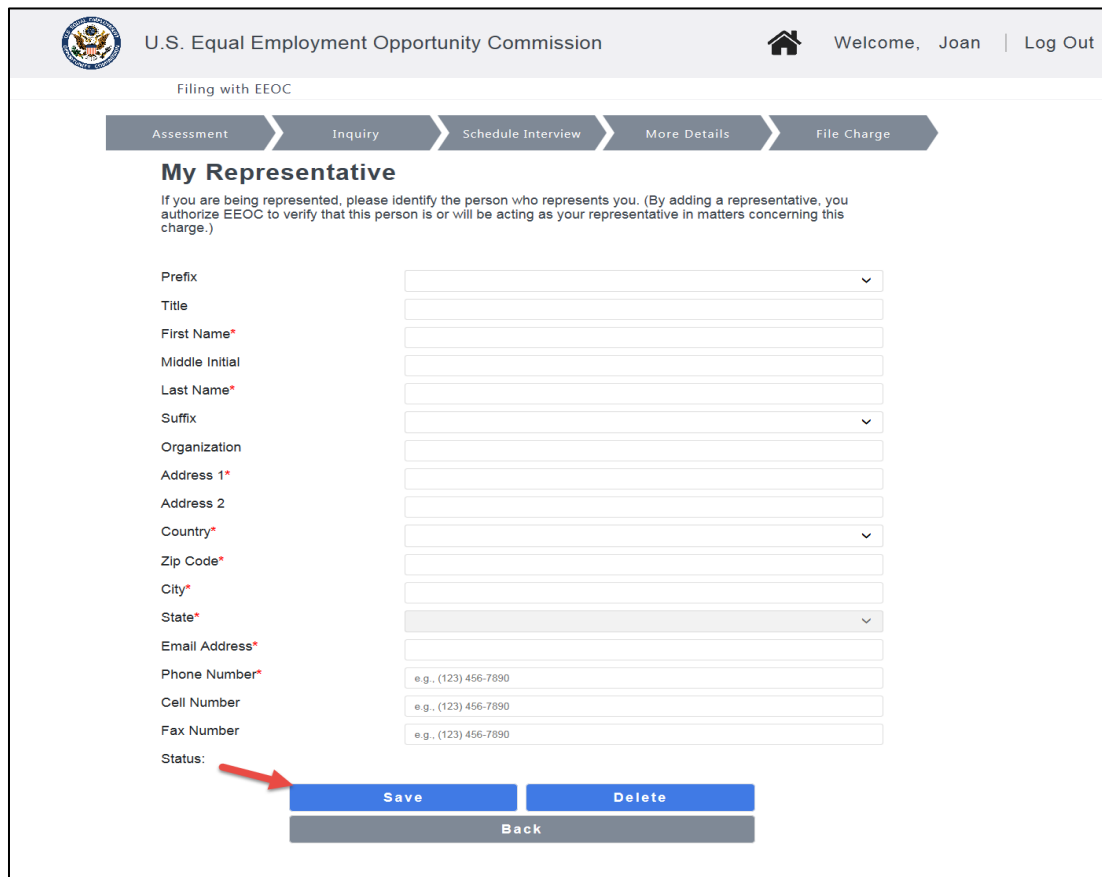 U.S. Equal Employment Opportunity Commission
Welcome, Joan | Log Out
Filing with EEOC
Assessment
Inquiry
Schedule Interview
More Details
File Charge
My Representative
If you are being represented, please identify the person who represents you. (By adding a representative, you
authorize EEOC to verify that this person is or will be acting as your representative in matters concerning this
charge.)
Prefix
Title
First Name*
Middle Initial
Last Name*
Suffix
Organization
Address 1*
Address 2
Country*
Zip Code*
City*
State*
Email Address*
Phone Number* e.g., (123) 456-7890
Cell Number e.g., (123) 456-7890
Fax Number e.g., (123) 456-7890
Status:
Save
Delete
Back